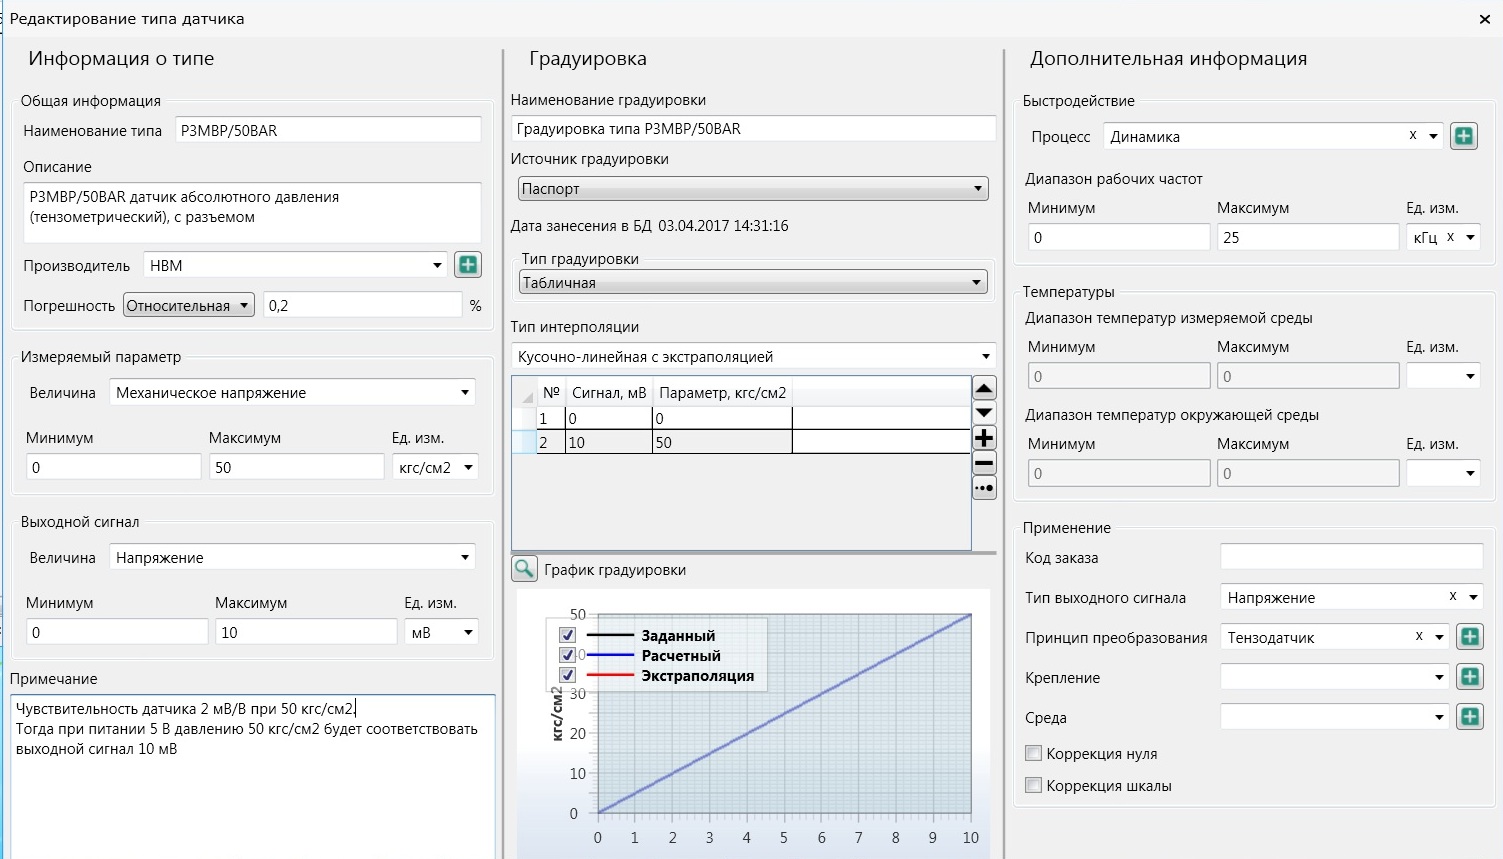 Редактирование типа датчика
Информация о типе
Общая информация
Наименование типа P3MBP/50BAR
Описание
P3MBP/50BAR датчик абсолютного давления
(тензометрический), с разъемом
Производитель HBM
Погрешность Относительная 0,2 %
Измеряемый параметр
Величина Механическое напряжение
Минимум Максимум Ед. изм.
0 50 кгс/см2
Выходной сигнал
Величина Напряжение
Минимум Максимум Ед. изм.
0 10 мВ
Примечание
Чувствительность датчика 2 мВ/В при 50 кгс/см2.
Тогда при питании 5 В давлению 50 кгс/см2 будет соответствовать
выходной сигнал 10 мВ
Градуировка
Наименование градуировки
Градуировка типа P3MBP/50BAR
Источник градуировки
Паспорт
Дата занесения в БД 03.04.2017 14:31:16
Тип градуировки
Табличная
Тип интерполяции
Кусочно-линейная с экстраполяцией
№ Сигнал, мВ Параметр, кгс/см2
1 0 0
2 10 50
График градуировки
50
40
30
20
10
0
кгс/см2
Заданный
Расчетный
Экстраполяция
0 1 2 3 4 5 6 7 8 9 10
Дополнительная информация
Быстродействие
Процесс Динамика x
Диапазон рабочих частот
Минимум Максимум Ед. изм.
0 25 кГц x
Температуры
Диапазон температур измеряемой среды
Минимум Максимум Ед. изм.
0 0
Диапазон температур окружающей среды
Минимум Максимум Ед. изм.
0 0
Применение
Код заказа
Тип выходного сигнала Напряжение x
Принцип преобразования Тензодатчик x
Крепление
Среда
Коррекция нуля
Коррекция шкалы